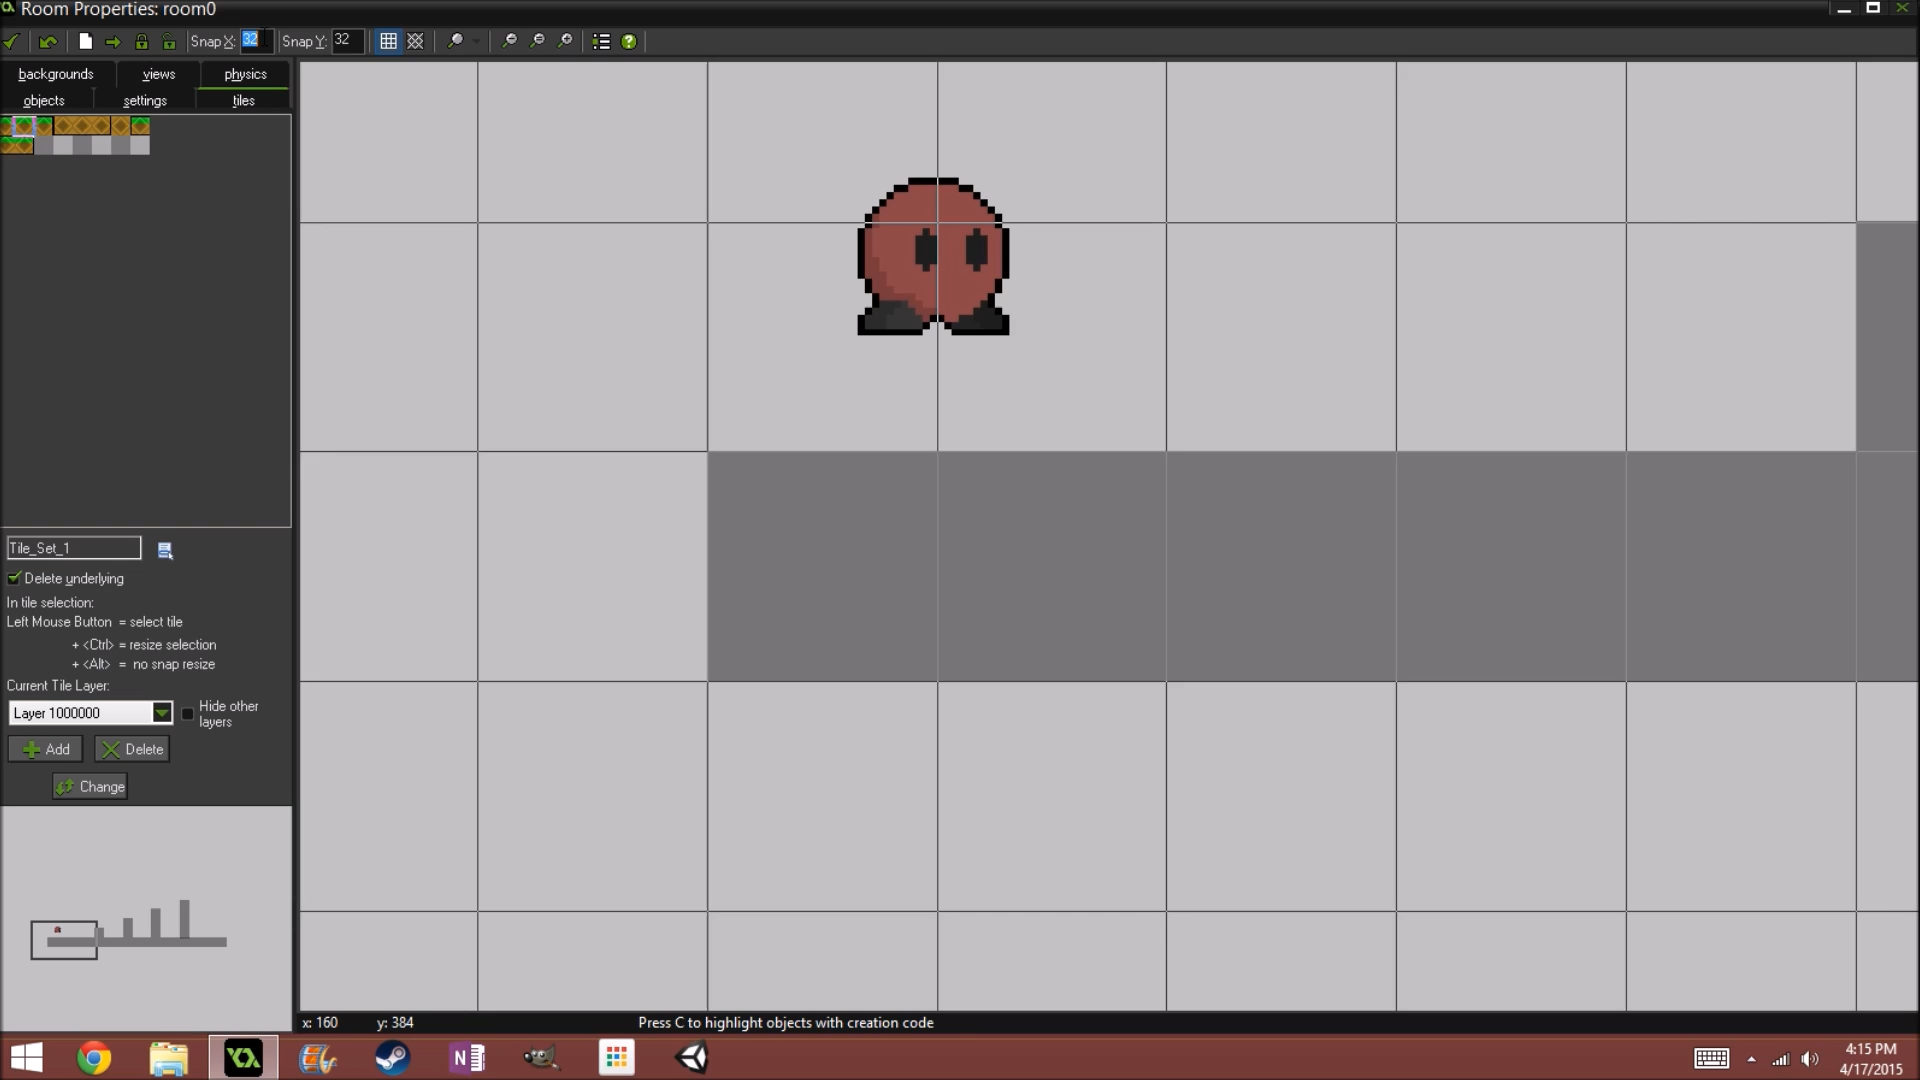 Room Properties: room0
Snap X: 32 Snap Y: 32
backgrounds views physics
objects settings tiles
Tile_Set_1
Delete underlying
In tile selection:
Left Mouse Button = select tile
+ <Ctrl> = resize selection
+ <Alt> = no snap resize
Current Tile Layer:
Layer 1000000
Hide other
layers
Add Delete
Change
x: 160 y: 384 Press C to highlight objects with creation code
4:15 PM
4/17/2015